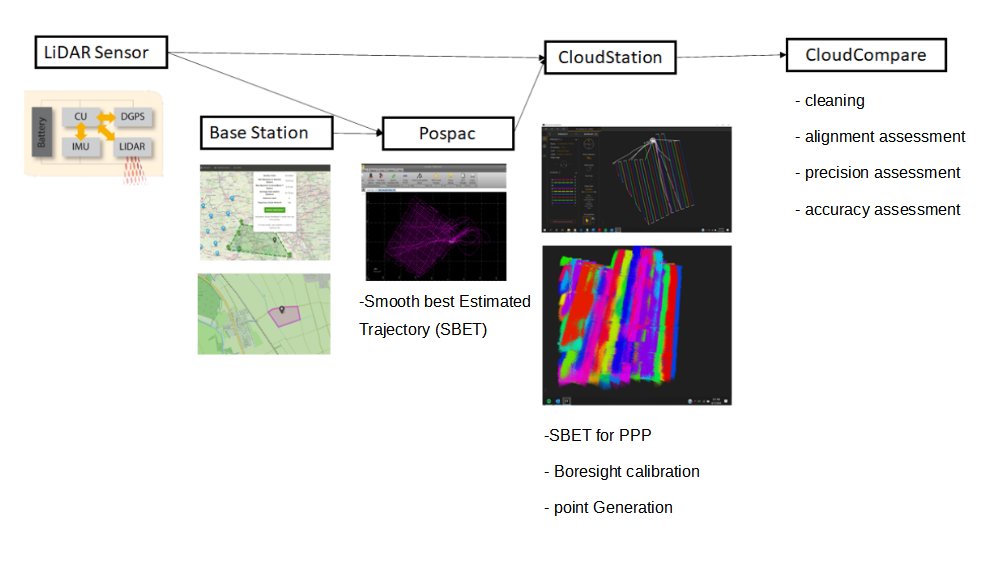 LiDAR Sensor
CloudStation
CloudCompare
Base Station
Pospac
Battery
CU
DGPS
IMU
LIDAR
-Smooth best Estimated
Trajectory (SBET)
-SBET for PPP
- Boresight calibration
- point Generation
- cleaning
- alignment assessment
- precision assessment
- accuracy assessment